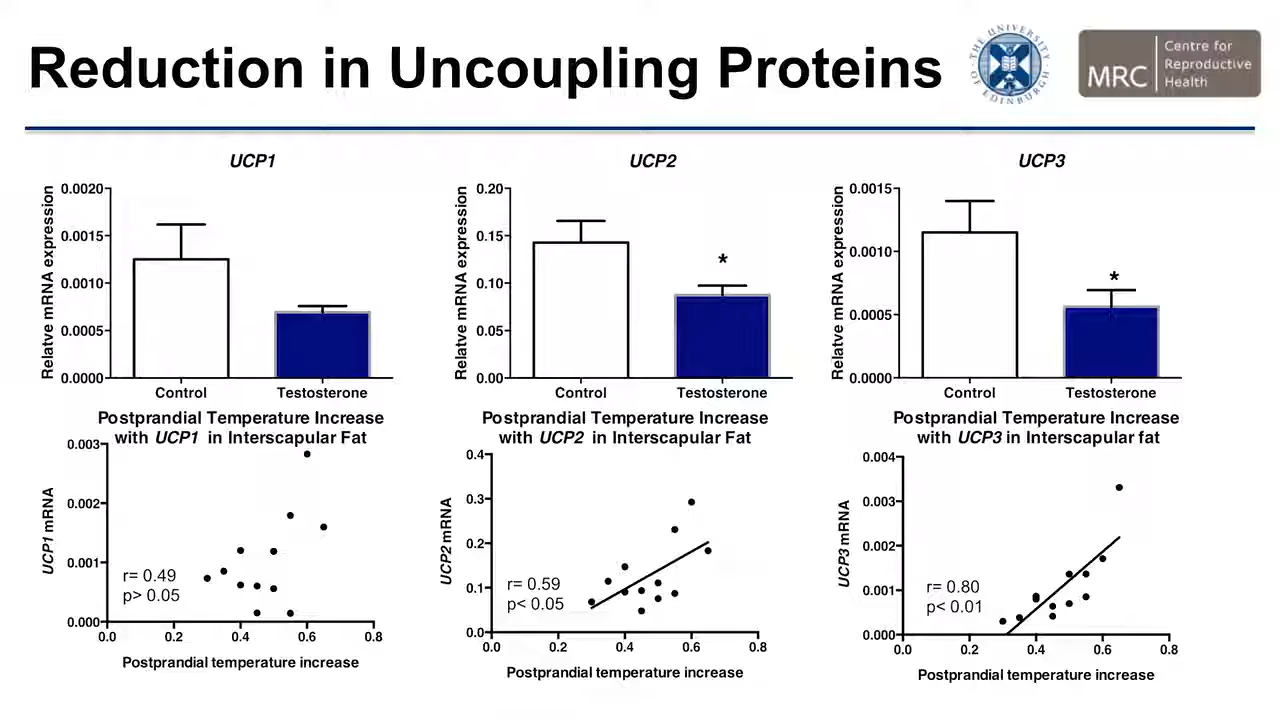 Reduction in Uncoupling Proteins
THE UNIVERSITY OF EDINBURGH
MRC
Centre for
Reproductive
Health
UCP1
Relatve mRNA expression
0.0020
0.0015
0.0010
0.0005
0.0000
Control Testosterone
UCP2
Relatve mRNA expression
0.20
0.15
*
0.10
0.05
0.00
Control Testosterone
UCP3
Relatve mRNA expression
0.0015
0.0010
*
0.0005
0.0000
Control Testosterone
Postprandial Temperature Increase
with UCP1 in Interscapular Fat
UCP1 mRNA
0.003
0.002
0.001
0.000
r= 0.49
p> 0.05
0.0 0.2 0.4 0.6 0.8
Postprandial temperature increase
Postprandial Temperature Increase
with UCP2 in Interscapular Fat
UCP2 mRNA
0.4
0.3
0.2
0.1
0.0
r= 0.59
p< 0.05
0.0 0.2 0.4 0.6 0.8
Postprandial temperature increase
Postprandial Temperature Increase
with UCP3 in Interscapular fat
UCP3 mRNA
0.004
0.003
0.002
0.001
0.000
r= 0.80
p< 0.01
0.0 0.2 0.4 0.6 0.8
Postprandial temperature increase